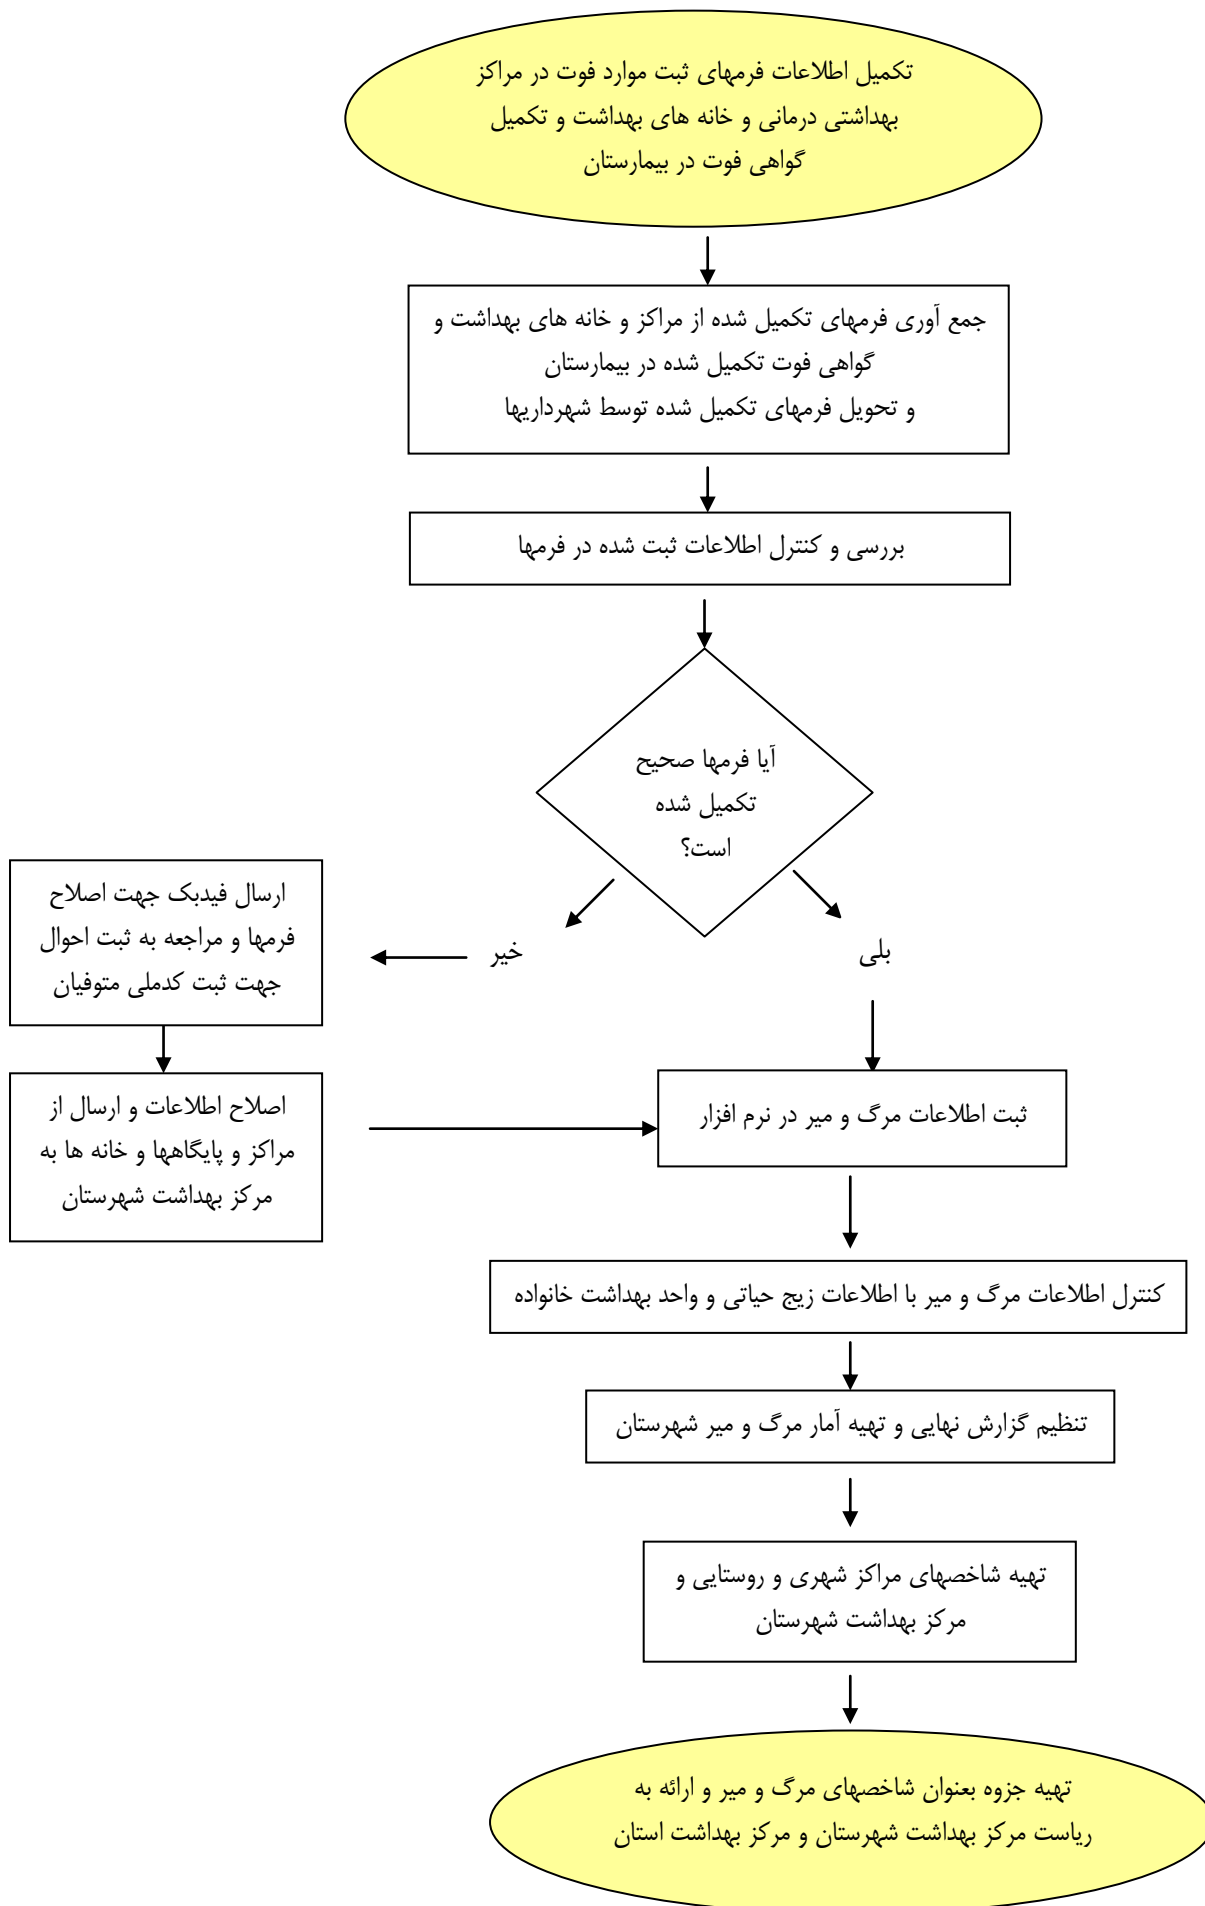 تکمیل اطلاعات فرمهای ثبت موارد فوت در مراکز
بهداشتی درمانی و خانه های بهداشت و تکمیل
گواهی فوت در بیمارستان
جمع آوری فرمهای تکمیل شده از مراکز و خانه های بهداشت و
گواهی فوت تکمیل شده در بیمارستان
و تحویل فرمهای تکمیل شده توسط شهرداریها
بررسی و کنترل اطلاعات ثبت شده در فرمها
آیا فرمها صحیح
تکمیل شده
است؟
بلی
خیر
ارسال فیدبک جهت اصلاح
فرمها و مراجعه به ثبت احوال
جهت ثبت کدملی متوفیان
اصلاح اطلاعات و ارسال از
مراکز و پایگاهها و خانه ها به
مرکز بهداشت شهرستان
ثبت اطلاعات مرگ و میر در نرم افزار
کنترل اطلاعات مرگ و میر با اطلاعات زیج حیاتی و واحد بهداشت خانواده
تنظیم گزارش نهایی و تهیه آمار مرگ و میر شهرستان
تهیه شاخصهای مراکز شهری و روستایی و
مرکز بهداشت شهرستان
تهیه جزوه بعنوان شاخصهای مرگ و میر و ارائه به
ریاست مرکز بهداشت شهرستان و مرکز بهداشت استان